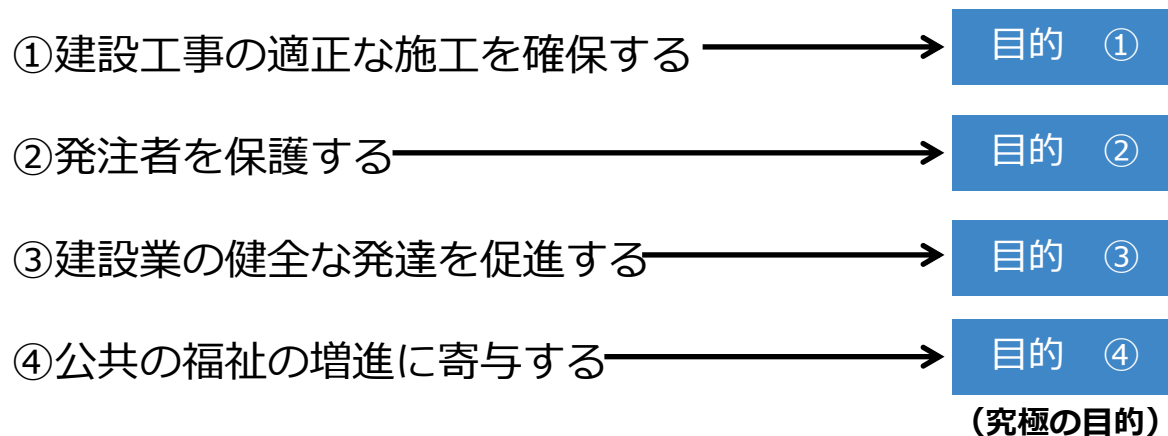 ①建設工事の適正な施工を確保する 目的 ①
②発注者を保護する 目的 ②
③建設業の健全な発達を促進する 目的 ③
④公共の福祉の増進に寄与する 目的 ④
（究極の目的）